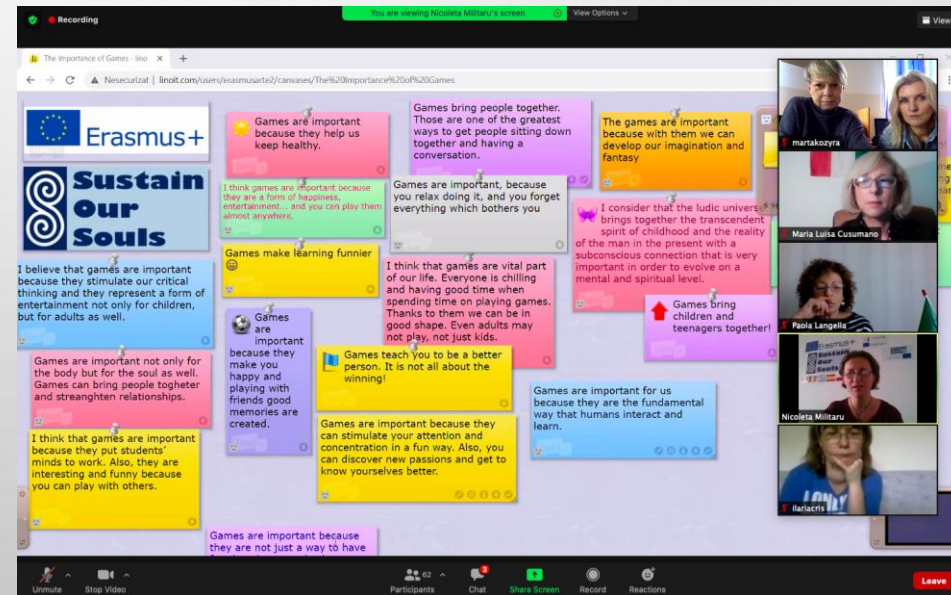 Recording
You are viewing Nicoleta Militaru's screen
View Options
View
The Importance of Games - lino
Nesecurizat
linoit.com/users/erasmusarte2/canvases/The%20Importance%20of%20Games
Erasmus+
Sustain
Our
Souls
Games are important
because they help us
keep healthy.
Games bring people together.
Those are one of the greatest
ways to get people sitting down
together and having a
conversation.
The games are important
because with them we can
develop our imagination and
fantasy
I think games are important because
they are a form of happiness,
entertainment... and you can play them
almost anywhere.
Games are important, because
you relax doing it, and you forget
everything which bothers you
I consider that the ludic univers
brings together the transcendent
spirit of childhood and the reality
of the man in the present with a
subconscious connection that is very
important in order to evolve on a
mental and spiritual level.
Games make learning funnier
I believe that games are important
because they stimulate our critical
thinking and they represent a form of
entertainment not only for children,
but for adults as well.
I think that games are vital part
of our life. Everyone is chilling
and having good time when
spending time on playing games.
Thanks to them we can be in
good shape. Even adults may
not play, not just kids.
Games bring
children and
teenagers together!
Games
are
important
because they
make you
happy and
playing with
friends good
memories are
created.
Games are important not only for
the body but for the soul as well.
Games can bring people togheter
and streanghten relationships.
Games teach you to be a better
person. It is not all about the
winning!
Games are important for us
because they are the fundamental
way that humans interact and
learn.
I think that games are important
because they put students'
minds to work. Also, they are
interesting and funny because
you can play with others.
Games are important because they
can stimulate your attention and
concentration in a fun way. Also, you
can discover new passions and get to
know yourselves better.
Games are important because
they are not just a way to have
martakozyra
Maria Luisa Cusumano
Paola Langella
Erasmus+
Sustain
Our
Souls
Nicoleta Militaru
ilariacris
Unmute
Stop Video
62
Participants
3
Chat
Share Screen
Record
Reactions
Leave